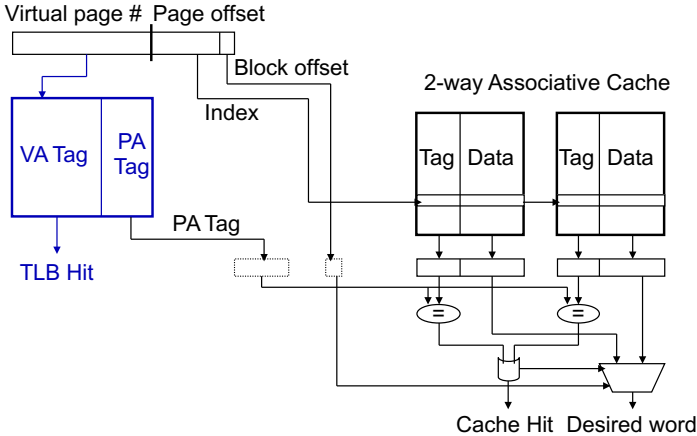 Virtual page # Page offset
Block offset
2-way Associative Cache
Index
VA Tag
PA
Tag
Tag Data
Tag Data
PA Tag
TLB Hit
=
=
Cache Hit
Desired word